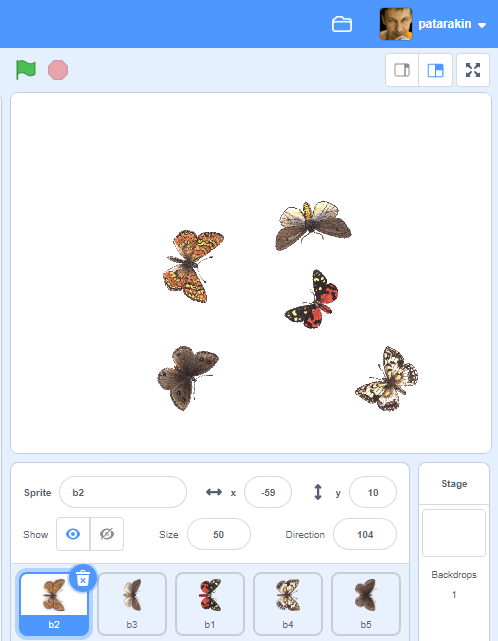 patarakin
Sprite b2 x -59 y 10
Show Size 50 Direction 104
Stage
Backdrops
1
b2 b3 b1 b4 b5